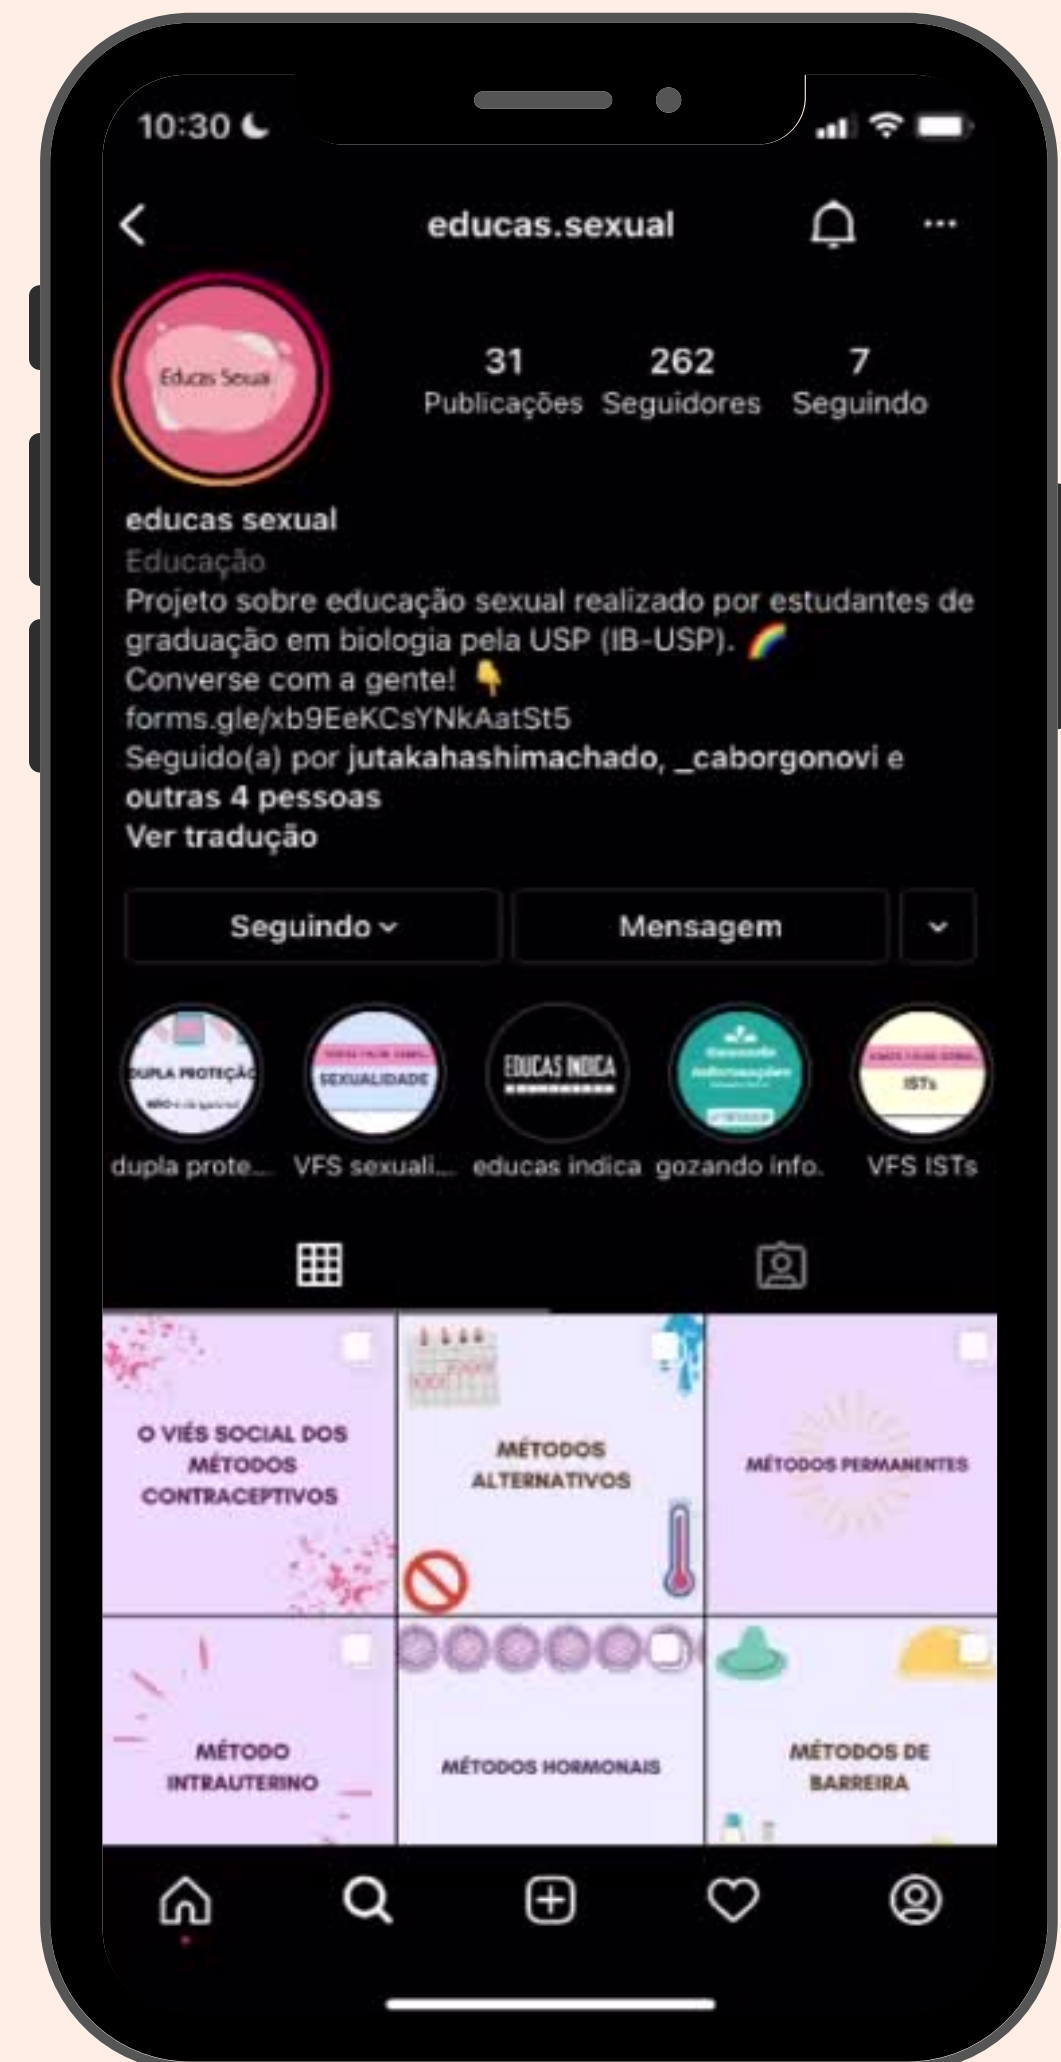 10:30
educas.sexual
Educas Sexual
31 262 7
Publicações Seguidores Seguindo
educas sexual
Educação
Projeto sobre educação sexual realizado por estudantes de
graduação em biologia pela USP (IB-USP). 🌈
Converse com a gente! 👇
forms.gle/xb9EeKCsYNkAatSt5
Seguido(a) por jutakahashimachado, _caborgonovi e
outras 4 pessoas
Ver tradução
Seguindo Mensagem
DUPLA PROTEÇÃO
SEXUALIDADE
EDUCAS INDICA
ISTs
dupla prote... VFS sexuali... educas indica gozando info. VFS ISTs
O VIÉS SOCIAL DOS
MÉTODOS
CONTRACEPTIVOS
MÉTODOS
ALTERNATIVOS
MÉTODOS PERMANENTES
MÉTODO
INTRAUTERINO
MÉTODOS HORMONAIS
MÉTODOS DE
BARREIRA